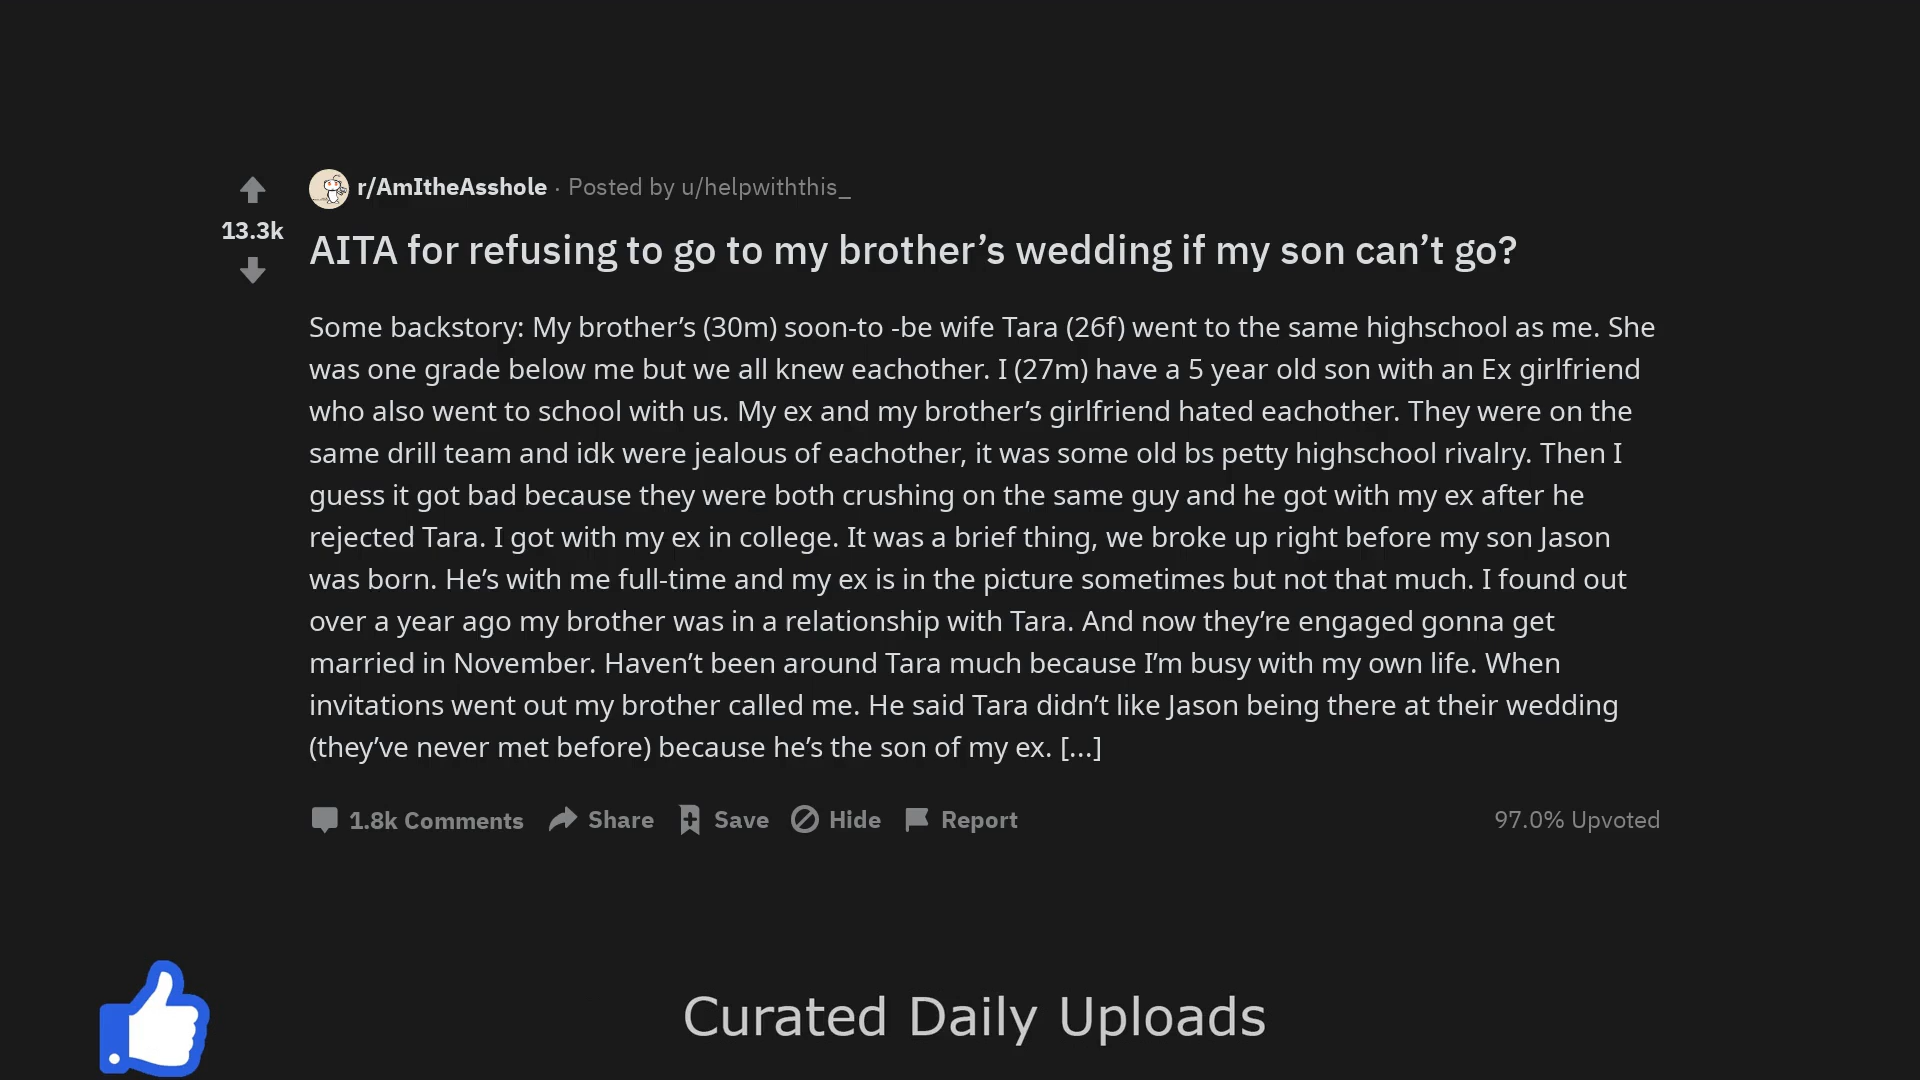 r/AmItheAsshole · Posted by u/helpwiththis_
13.3k
AITA for refusing to go to my brother’s wedding if my son can’t go?
Some backstory: My brother’s (30m) soon-to -be wife Tara (26f) went to the same highschool as me. She
was one grade below me but we all knew eachother. I (27m) have a 5 year old son with an Ex girlfriend
who also went to school with us. My ex and my brother’s girlfriend hated eachother. They were on the
same drill team and idk were jealous of eachother, it was some old bs petty highschool rivalry. Then I
guess it got bad because they were both crushing on the same guy and he got with my ex after he
rejected Tara. I got with my ex in college. It was a brief thing, we broke up right before my son Jason
was born. He’s with me full-time and my ex is in the picture sometimes but not that much. I found out
over a year ago my brother was in a relationship with Tara. And now they’re engaged gonna get
married in November. Haven’t been around Tara much because I’m busy with my own life. When
invitations went out my brother called me. He said Tara didn’t like Jason being there at their wedding
(they’ve never met before) because he’s the son of my ex. [...]
1.8k Comments Share Save Hide Report 97.0% Upvoted
Curated Daily Uploads